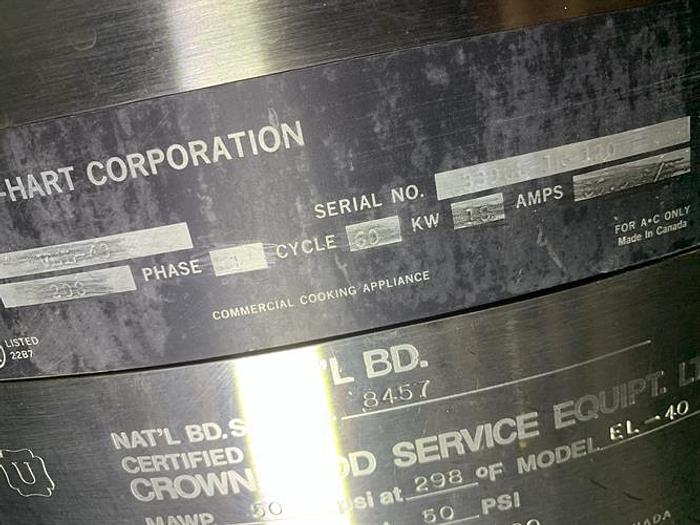 -HART CORPORATION
SERIAL NO.
208 PHASE 1 CYCLE 60 KW AMPS
FOR A•C ONLY
Made In Canada
COMMERCIAL COOKING APPLIANCE
LISTED
22B7
'L BD.
8457
NAT'L BD.
CERTIFIED
CROWN OD SERVICE EQUIPT. LT
MAWP 50 psi at 298 °F MODEL EL-40
50 PSI
U